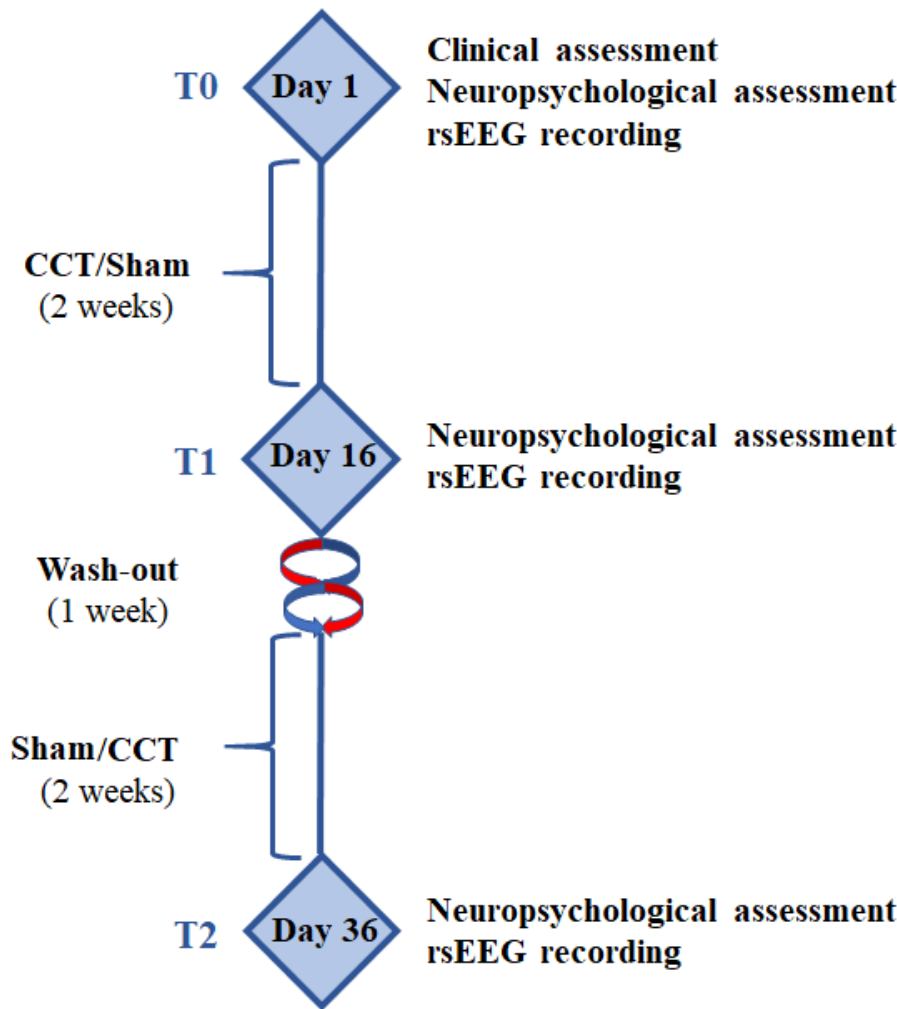 T0
Day 1
Clinical assessment
Neuropsychological assessment
rsEEG recording
CCT/Sham
(2 weeks)
T1
Day 16
Neuropsychological assessment
rsEEG recording
Wash-out
(1 week)
Sham/CCT
(2 weeks)
T2
Day 36
Neuropsychological assessment
rsEEG recording